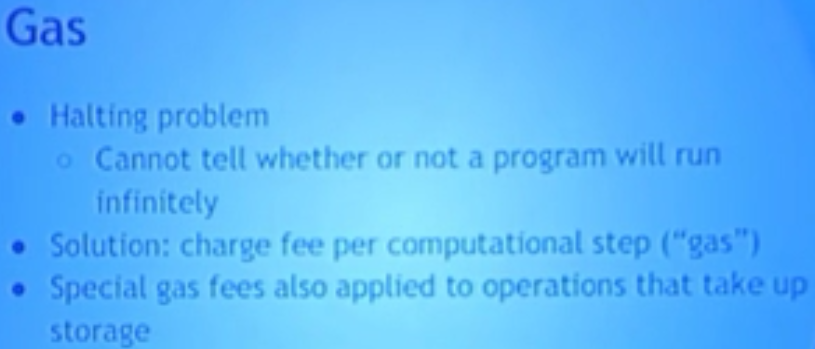 Gas
• Halting problem
○ Cannot tell whether or not a program will run
infinitely
• Solution: charge fee per computational step (“gas”)
• Special gas fees also applied to operations that take up
storage